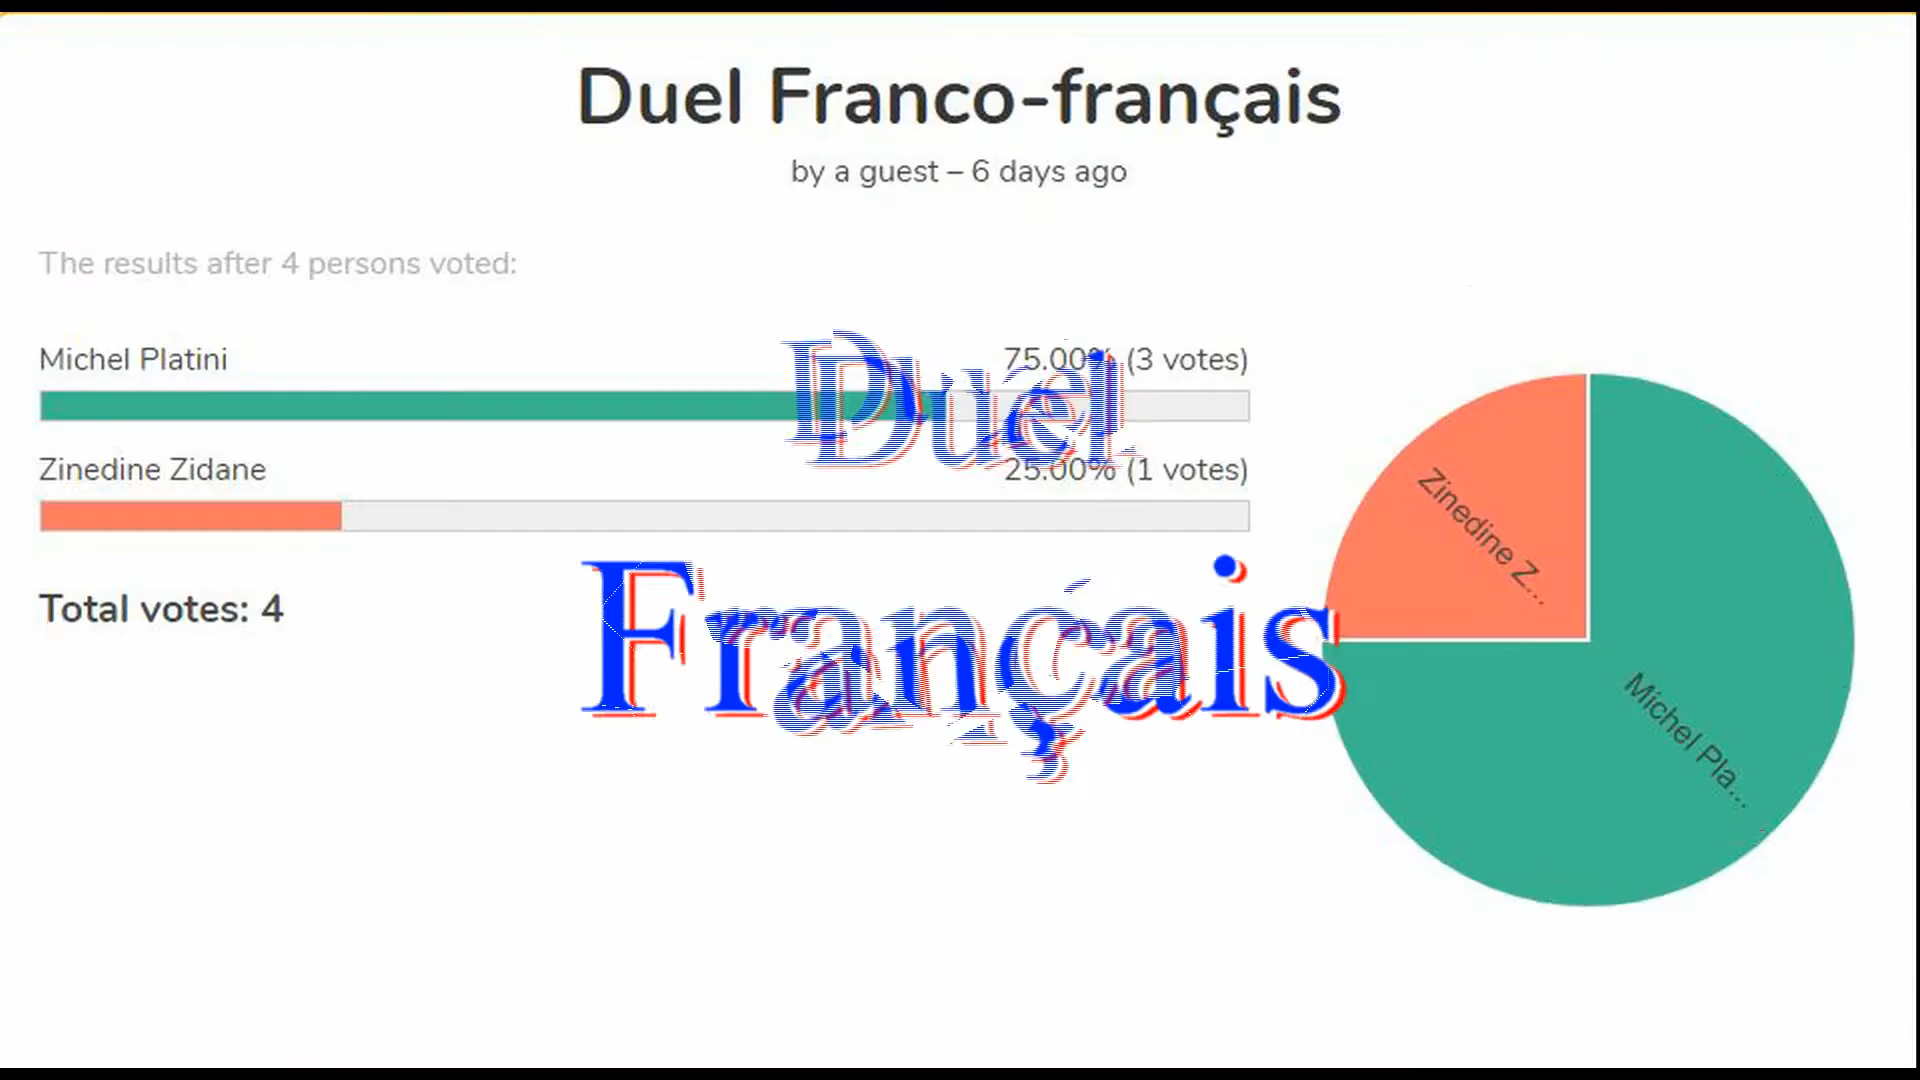 Duel Franco-français
by a guest – 6 days ago
The results after 4 persons voted:
Michel Platini
75.00% (3 votes)
Zinedine Zidane
25.00% (1 votes)
Total votes: 4
Duel
Français
Zinedine Z...
Michel Pla...